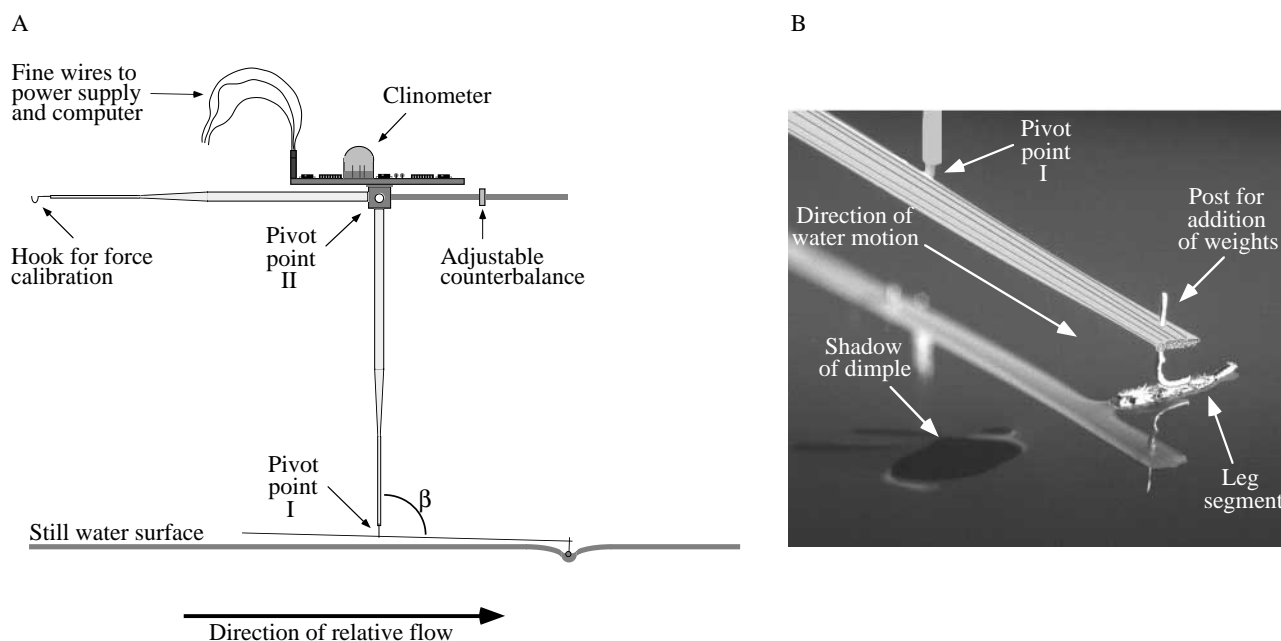 A
Fine wires to
power supply
and computer
Clinometer
Hook for force
calibration
Pivot
point
II
Adjustable
counterbalance
Pivot
point
I
β
Still water surface
Direction of relative flow
B
Pivot
point
I
Post for
addition
of weights
Direction of
water motion
Shadow
of dimple
Leg
segment